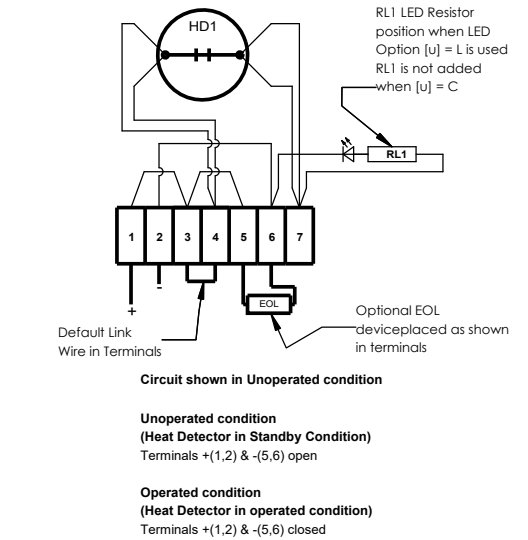 HD1
RL1 LED Resistor
position when LED
Option [u] = L is used
RL1 is not added
when [u] = C
RL1
1 2 3 4 5 6 7
+
-
EOL
Default Link
Wire in Terminals
Optional EOL
deviceplaced as shown
in terminals
Circuit shown in Unoperated condition
Unoperated condition
(Heat Detector in Standby Condition)
Terminals +(1,2) & -(5,6) open
Operated condition
(Heat Detector in operated condition)
Terminals +(1,2) & -(5,6) closed